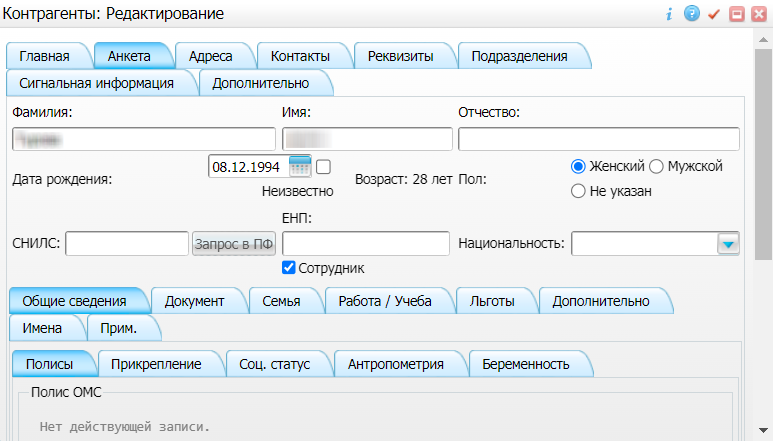 Контрагенты: Редактирование
Главная Анкета Адреса Контакты Реквизиты Подразделения
Сигнальная информация Дополнительно
Фамилия: Имя: Отчество:
08.12.1994
Дата рождения: Неизвестно Возраст: 28 лет Пол: Женский Мужской
Не указан
ЕНП:
СНИЛС: Запрос в ПФ Национальность:
Сотрудник
Общие сведения Документ Семья Работа / Учеба Льготы Дополнительно
Имена Прим.
Полисы Прикрепление Соц. статус Антропометрия Беременность
Полис ОМС
Нет действующей записи.